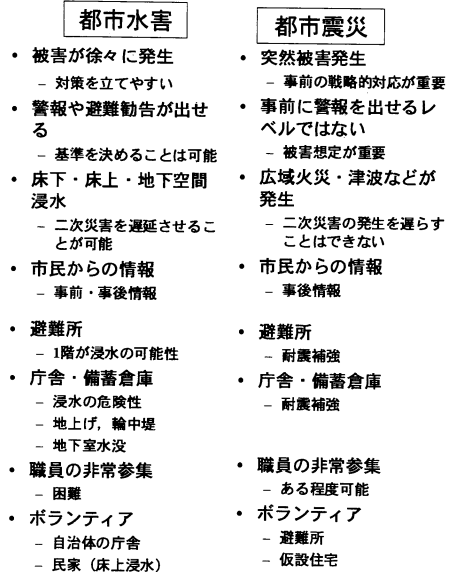 都市水害
• 被害が徐々に発生
– 対策を立てやすい
• 警報や避難勧告が出せ
る
– 基準を決めることは可能
• 床下・床上・地下空間
浸水
– 二次災害を遅延させるこ
とが可能
• 市民からの情報
– 事前・事後情報
• 避難所
– 1階が浸水の可能性
• 庁舎・備蓄倉庫
– 浸水の危険性
– 地上げ，輪中堤
– 地下室水没
• 職員の非常参集
– 困難
• ボランティア
– 自治体の庁舎
– 民家（床上浸水）
都市震災
• 突然被害発生
– 事前の戦略的対応が重要
• 事前に警報を出せるレ
ベルではない
– 被害想定が重要
• 広域火災・津波などが
発生
– 二次災害の発生を遅らす
ことはできない
• 市民からの情報
– 事後情報
• 避難所
– 耐震補強
• 庁舎・備蓄倉庫
– 耐震補強
• 職員の非常参集
– ある程度可能
• ボランティア
– 避難所
– 仮設住宅